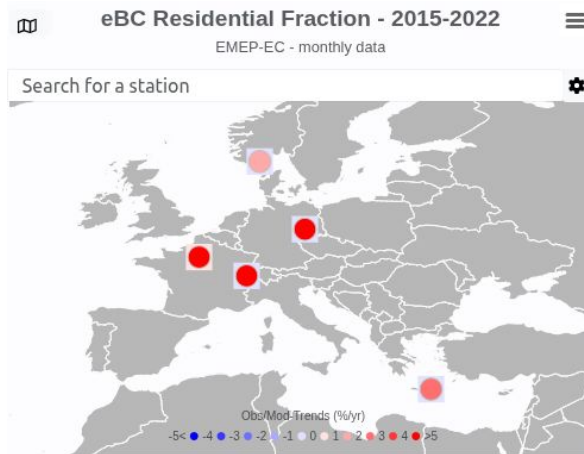 eBC Residential Fraction - 2015-2022
EMEP-EC - monthly data
Search for a station
Obs/Mod-Trends (%/yr)
-5< -4 -3 -2 -1 0 1 2 3 4 >5